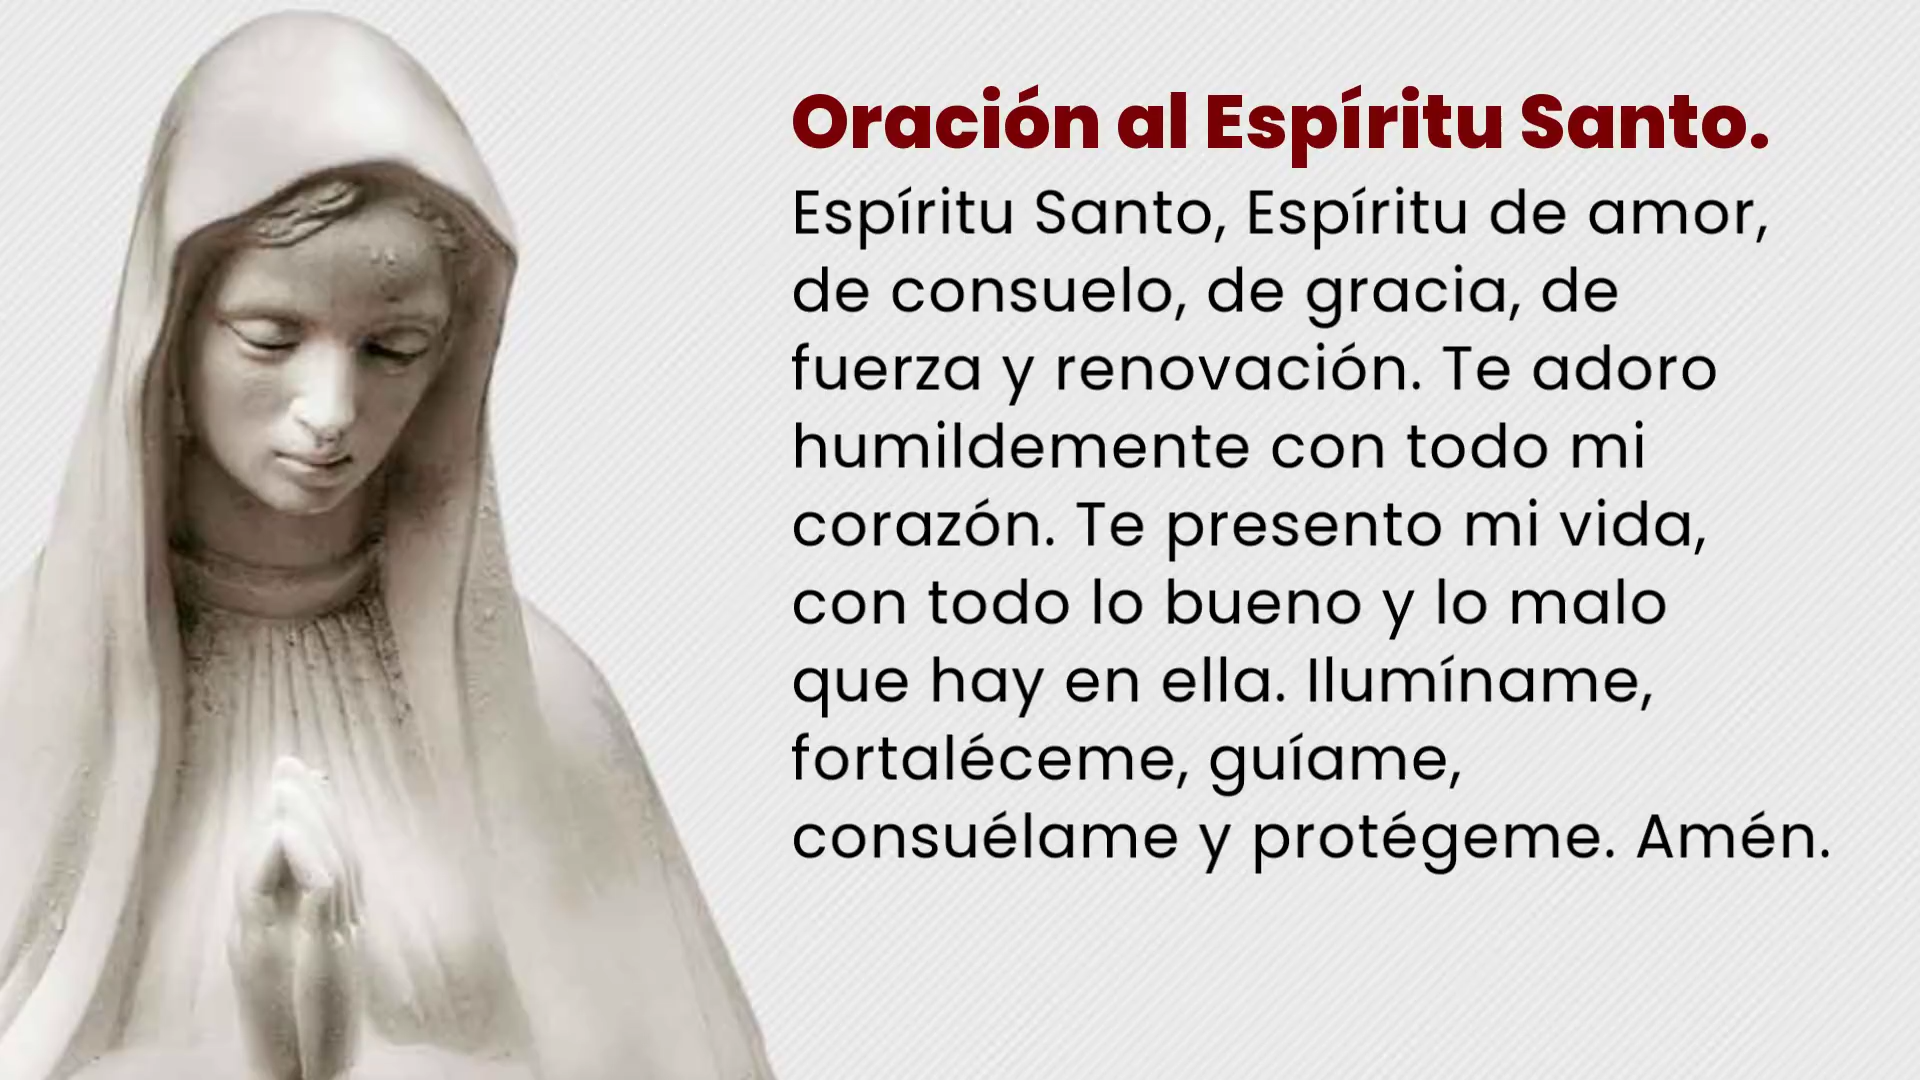 Oración al Espíritu Santo.
Espíritu Santo, Espíritu de amor,
de consuelo, de gracia, de
fuerza y renovación. Te adoro
humildemente con todo mi
corazón. Te presento mi vida,
con todo lo bueno y lo malo
que hay en ella. Ilumíname,
fortaléceme, guíame,
consuélame y protégeme. Amén.